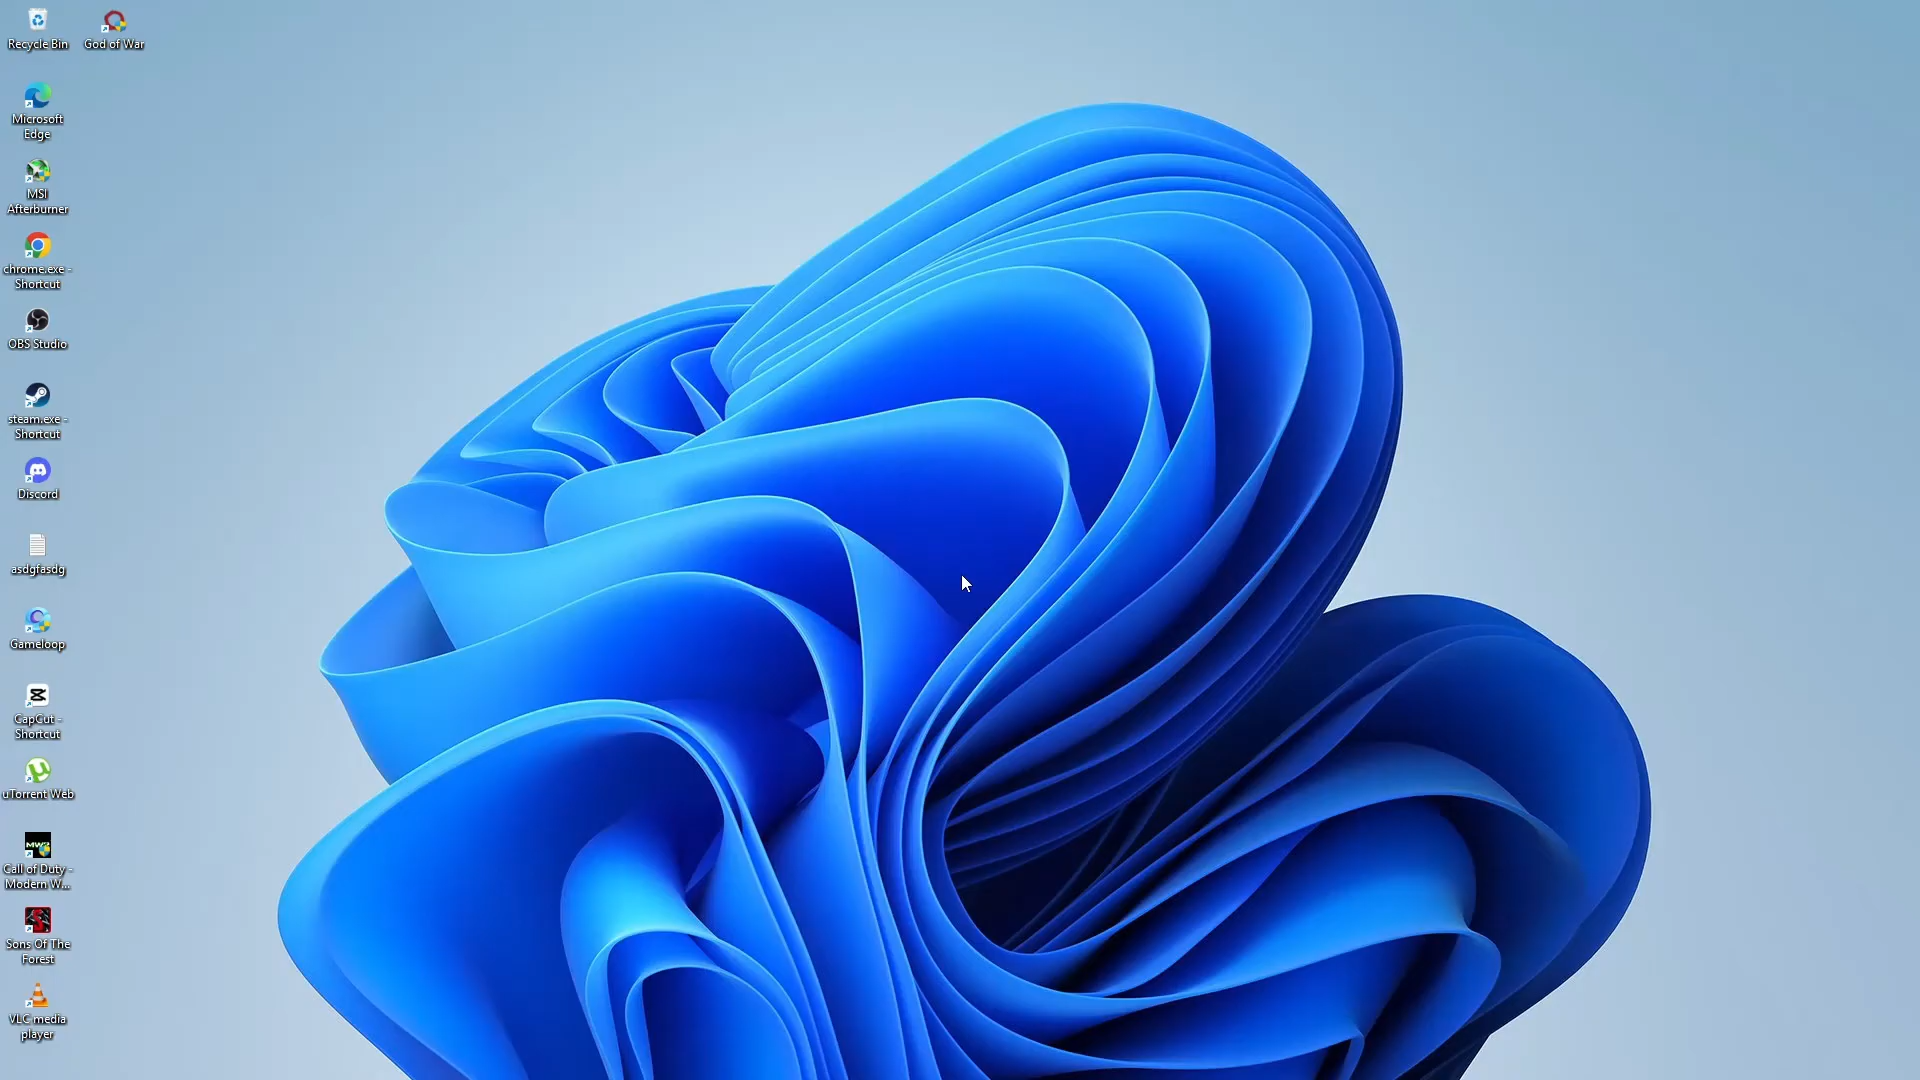 Recycle Bin
God of War
Microsoft
Edge
MSI
Afterburner
chrome.exe -
Shortcut
OBS Studio
steam.exe -
Shortcut
Discord
asdgfasdg
Gameloop
CapCut -
Shortcut
uTorrent Web
Call of Duty -
Modern W...
Sons Of The
Forest
VLC media
player